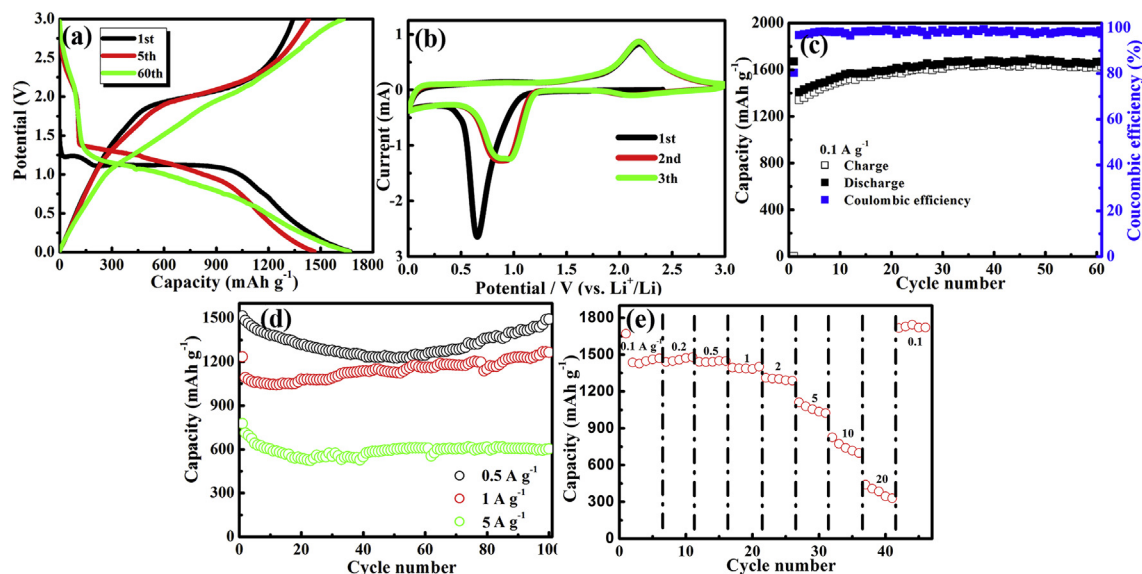 (a)
1st
5th
60th
3.0
2.5
2.0
1.5
1.0
0.5
0.0
Potential (V)
0 300 600 900 1200 1500 1800
Capacity (mAh g⁻¹)
(b)
1st
2nd
3th
1
0
-1
-2
3
Current (mA)
0.0 0.5 1.0 1.5 2.0 2.5 3.0
Potential / V (vs. Li⁺/Li)
(c)
2000
1600
1200
800
400
0
Capacity (mAh g⁻¹)
0.1 A g⁻¹
Charge
Discharge
Coulombic efficiency
100
80
60
40
20
0
Coucombic efficiency (%)
0 10 20 30 40 50 60
Cycle number
(d)
1500
1200
900
600
300
0
Capacity (mAh g⁻¹)
0.5 A g⁻¹
1 A g⁻¹
5 A g⁻¹
0 20 40 60 80 100
Cycle number
(e)
1800
1500
1200
900
600
300
Capacity (mAh g⁻¹)
0.1 A g⁻¹ 0.2 0.5 1 2 5 10 20 0.1
0 10 20 30 40
Cycle number